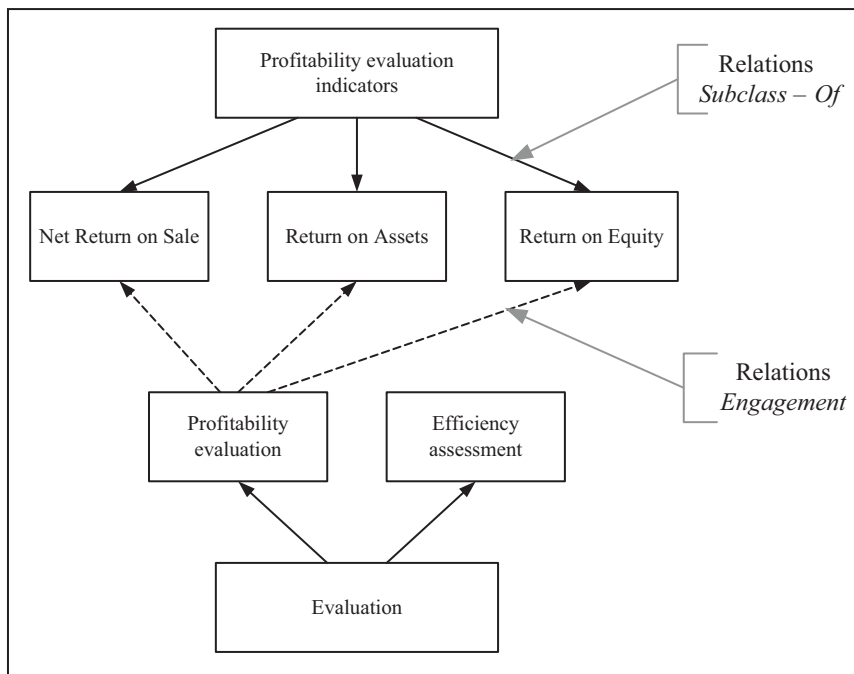 Profitability evaluation
indicators
Relations
Subclass – Of
Net Return on Sale
Return on Assets
Return on Equity
Relations
Engagement
Profitability
evaluation
Efficiency
assessment
Evaluation